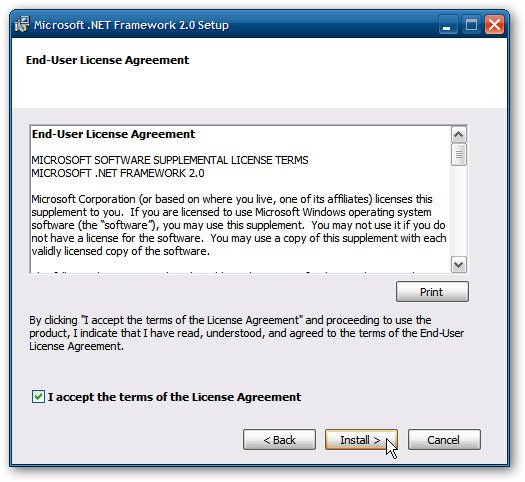 Microsoft .NET Framework 2.0 Setup
End-User License Agreement
End-User License Agreement
MICROSOFT SOFTWARE SUPPLEMENTAL LICENSE TERMS
MICROSOFT .NET FRAMEWORK 2.0
Microsoft Corporation (or based on where you live, one of its affiliates) licenses this
supplement to you. If you are licensed to use Microsoft Windows operating system
software (the “software”), you may use this supplement. You may not use it if you do
not have a license for the software. You may use a copy of this supplement with each
validly licensed copy of the software.
Print
By clicking "I accept the terms of the License Agreement" and proceeding to use the
product, I indicate that I have read, understood, and agreed to the terms of the End-User
License Agreement.
I accept the terms of the License Agreement
< Back
Install >
Cancel